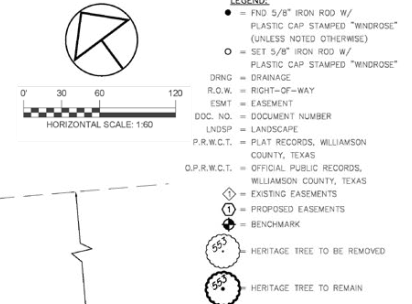 LEGEND:
● = FND 5/8" IRON ROD W/
PLASTIC CAP STAMPED "WINDROSE"
(UNLESS NOTED OTHERWISE)
O = SET 5/8" IRON ROD W/
PLASTIC CAP STAMPED "WINDROSE"
DRNG = DRAINAGE
R.O.W. = RIGHT-OF-WAY
ESMT = EASEMENT
DOC. NO. = DOCUMENT NUMBER
LNDSP = LANDSCAPE
P.R.W.C.T. = PLAT RECORDS, WILLIAMSON
COUNTY, TEXAS
O.P.R.W.C.T. = OFFICIAL PUBLIC RECORDS,
WILLIAMSON COUNTY, TEXAS
1 = EXISTING EASEMENTS
1 = PROPOSED EASEMENTS
= BENCHMARK
553 = HERITAGE TREE TO BE REMOVED
553 = HERITAGE TREE TO REMAIN
0' 30 60 120
HORIZONTAL SCALE: 1:60